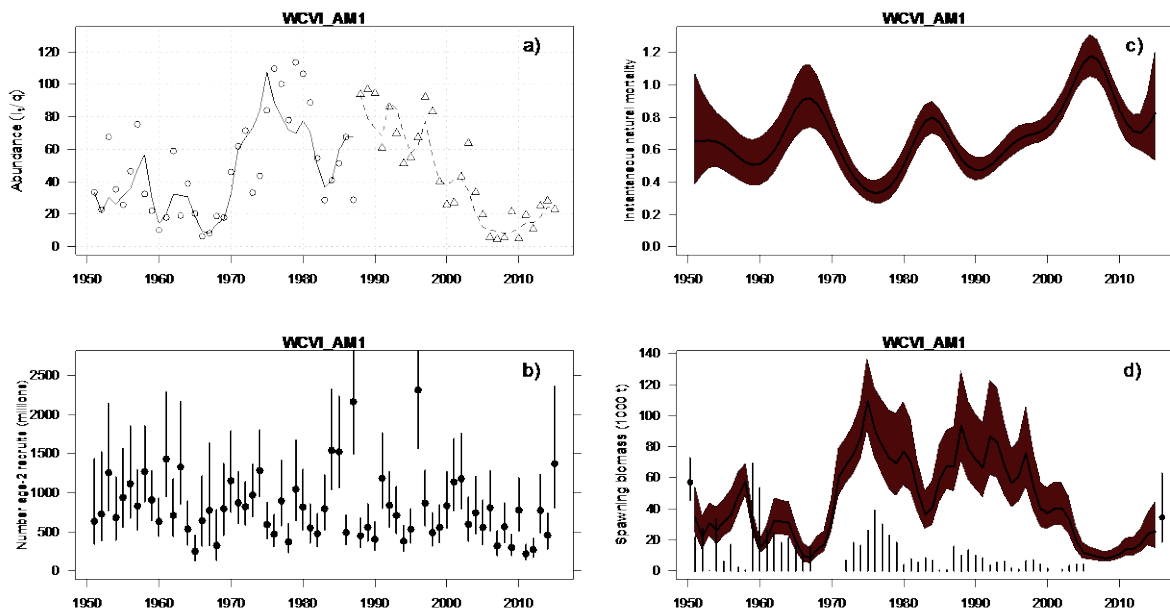 WCVI_AM1
a)
Abundance (Iₜ/q)
120
100
80
60
40
20
0
1950 1960 1970 1980 1990 2000 2010
WCVI_AM1
c)
Instantaneous natural mortality
1.2
1.0
0.8
0.6
0.4
0.2
0.0
1950 1960 1970 1980 1990 2000 2010
WCVI_AM1
b)
Number age-2 recruits (millions)
2500
2000
1500
1000
500
0
1950 1960 1970 1980 1990 2000 2010
WCVI_AM1
d)
Spawning biomass (1000 t)
140
120
100
80
60
40
20
0
1950 1960 1970 1980 1990 2000 2010